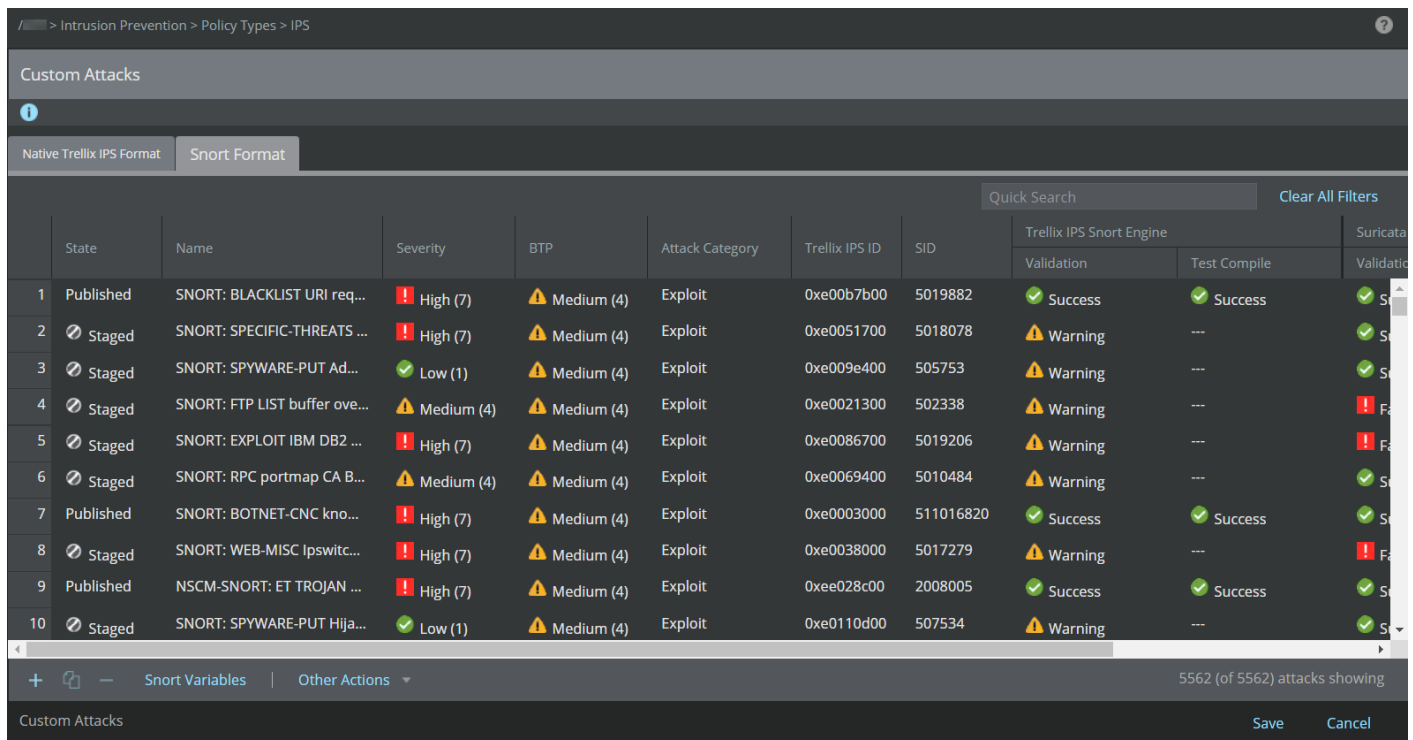 / > Intrusion Prevention > Policy Types > IPS
Custom Attacks
Native Trellix IPS Format Snort Format
Quick Search Clear All Filters
State Name Severity BTP Attack Category Trellix IPS ID SID Trellix IPS Snort Engine Suricata
Validation Test Compile
1 Published SNORT: BLACKLIST URI req... High (7) Medium (4) Exploit 0xe00b7b00 5019882 Success Success
2 Staged SNORT: SPECIFIC-THREATS ... High (7) Medium (4) Exploit 0xe0051700 5018078 Warning ---
3 Staged SNORT: SPYWARE-PUT Ad... Low (1) Medium (4) Exploit 0xe009e400 505753 Warning ---
4 Staged SNORT: FTP LIST buffer ove... Medium (4) Medium (4) Exploit 0xe0021300 502338 Warning ---
5 Staged SNORT: EXPLOIT IBM DB2 ... High (7) Medium (4) Exploit 0xe0086700 5019206 Warning ---
6 Staged SNORT: RPC portmap CA B... Medium (4) Medium (4) Exploit 0xe0069400 5010484 Warning ---
7 Published SNORT: BOTNET-CNC kno... High (7) Medium (4) Exploit 0xe0003000 511016820 Success Success
8 Staged SNORT: WEB-MISC Ipswitc... High (7) Medium (4) Exploit 0xe0038000 5017279 Warning ---
9 Published NSCM-SNORT: ET TROJAN ... High (7) Medium (4) Exploit 0xee028c00 2008005 Success Success
10 Staged SNORT: SPYWARE-PUT Hija... Low (1) Medium (4) Exploit 0xe0110d00 507534 Warning ---
Snort Variables | Other Actions 5562 (of 5562) attacks showing
Custom Attacks Save Cancel